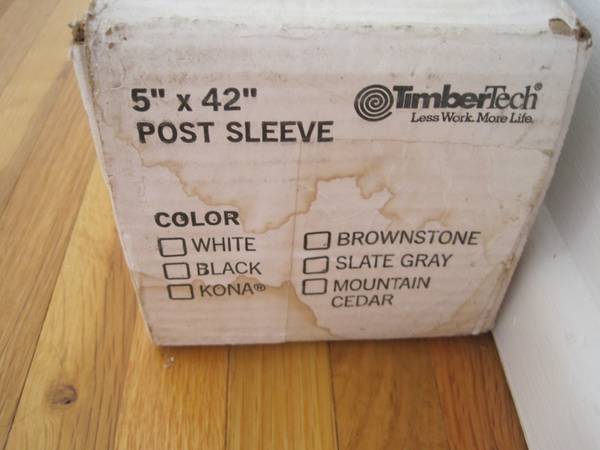 5" x 42"
POST SLEEVE
TimberTech®
Less Work. More Life.
COLOR
WHITE
BLACK
KONA®
BROWNSTONE
SLATE GRAY
MOUNTAIN
CEDAR